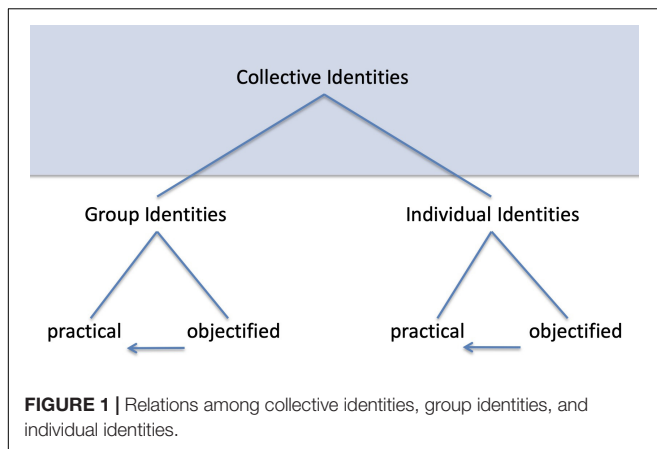 Collective Identities
Group Identities
Individual Identities
practical
objectified
practical
objectified
FIGURE 1 | Relations among collective identities, group identities, and
individual identities.